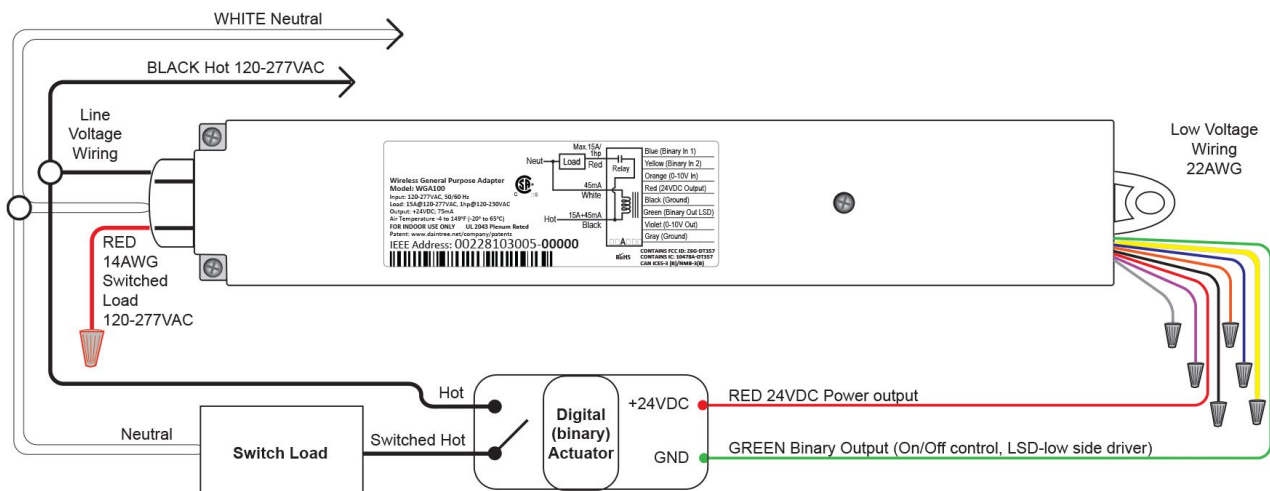 WHITE Neutral
BLACK Hot 120-277VAC
Line
Voltage
Wiring
Low Voltage
Wiring
22AWG
Wireless General Purpose Adapter
Model: WGA100
Input: 120-277VAC, 50/60 Hz
Load: 15A@120-277VAC, 1hp@120-250VAC
Output: +24VDC; 75mA
Air Temperature -4 to 149°F (-20° to 65°C)
FOR INDOOR USE ONLY UL 2043 Plenum Rated
Patent: www.daintree.net/company/patents
IEEE Address: 00228103005-00000
Max.15A/
1hp
Neut
Load
Red
Relay
45mA
White
Hot
15A+45mA
Black
A
Blue (Binary In 1)
Yellow (Binary In 2)
Orange (0-10V In)
Red (24VDC Output)
Black (Ground)
Green (Binary Out LSD)
Violet (0-10V Out)
Gray (Ground)
RoHS
CONTAINS FCC ID: Z6G-DT357
CONTAINS IC: 10478A-DT357
CAN ICES-3 (B)/NMB-3(B)
RED
14AWG
Switched
Load
120-277VAC
Hot
Neutral
Switch Load
Switched Hot
Digital
(binary)
Actuator
+24VDC
GND
RED 24VDC Power output
GREEN Binary Output (On/Off control, LSD-low side driver)